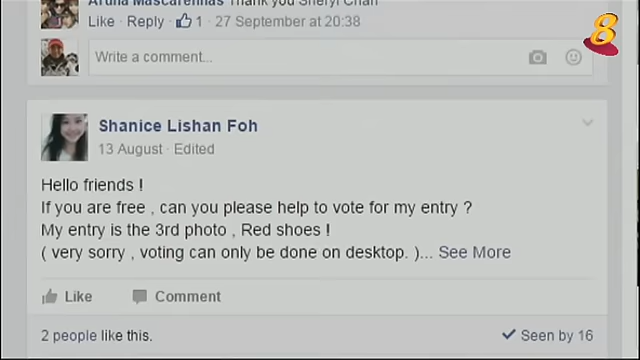 Aruna Mascarenhas Thank you Sheryl Chan
Like · Reply · 1 · 27 September at 20:38
8
Write a comment...
Shanice Lishan Foh
13 August · Edited
Hello friends !
If you are free , can you please help to vote for my entry ?
My entry is the 3rd photo , Red shoes !
( very sorry , voting can only be done on desktop. )... See More
Like Comment
2 people like this. Seen by 16